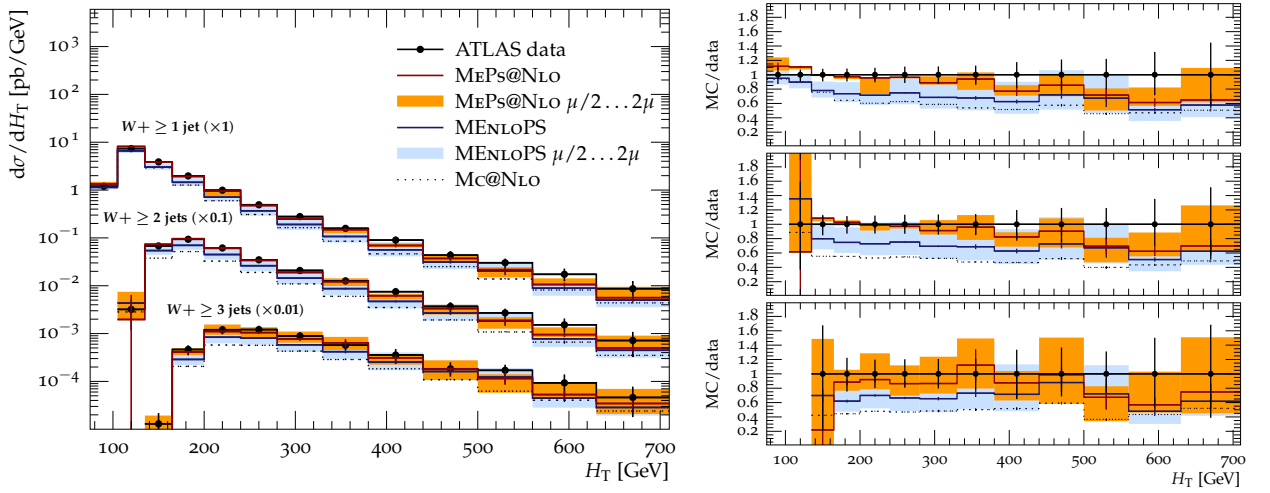 ATLAS data
MePs@Nlo
MePs@Nlo μ/2 . . . 2μ
MEnloPS
MEnloPS μ/2 . . . 2μ
Mc@Nlo
W+ ≥ 1 jet (×1)
W+ ≥ 2 jets (×0.1)
W+ ≥ 3 jets (×0.01)
dσ/dH_T [pb/GeV]
10^3
10^2
10^1
1
10^−1
10^−2
10^−3
10^−4
100 200 300 400 500 600 700
H_T [GeV]
MC/data
1.8
1.6
1.4
1.2
1
0.8
0.6
0.4
0.2
MC/data
1.8
1.6
1.4
1.2
1
0.8
0.6
0.4
0.2
MC/data
1.8
1.6
1.4
1.2
1
0.8
0.6
0.4
0.2
100 200 300 400 500 600 700
H_T [GeV]